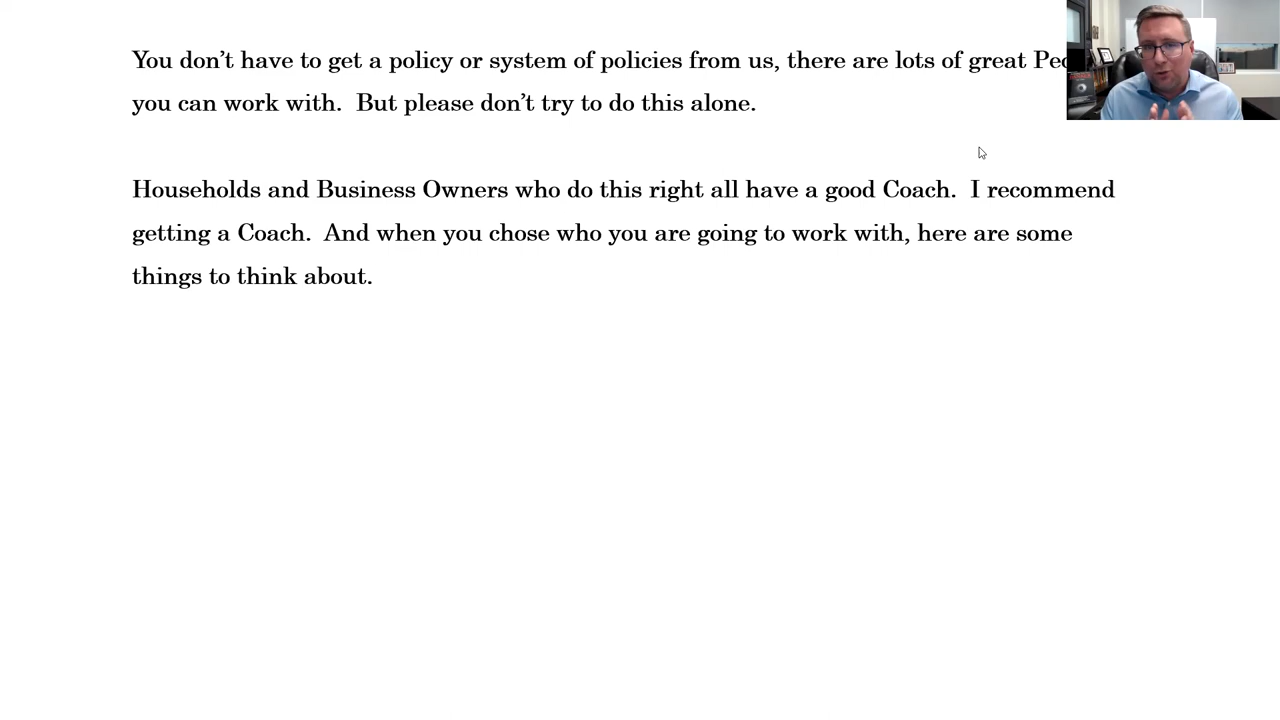 You don’t have to get a policy or system of policies from us, there are lots of great
you can work with.  But please don’t try to do this alone.
Households and Business Owners who do this right all have a good Coach.  I recommend
getting a Coach.  And when you chose who you are going to work with, here are some
things to think about.